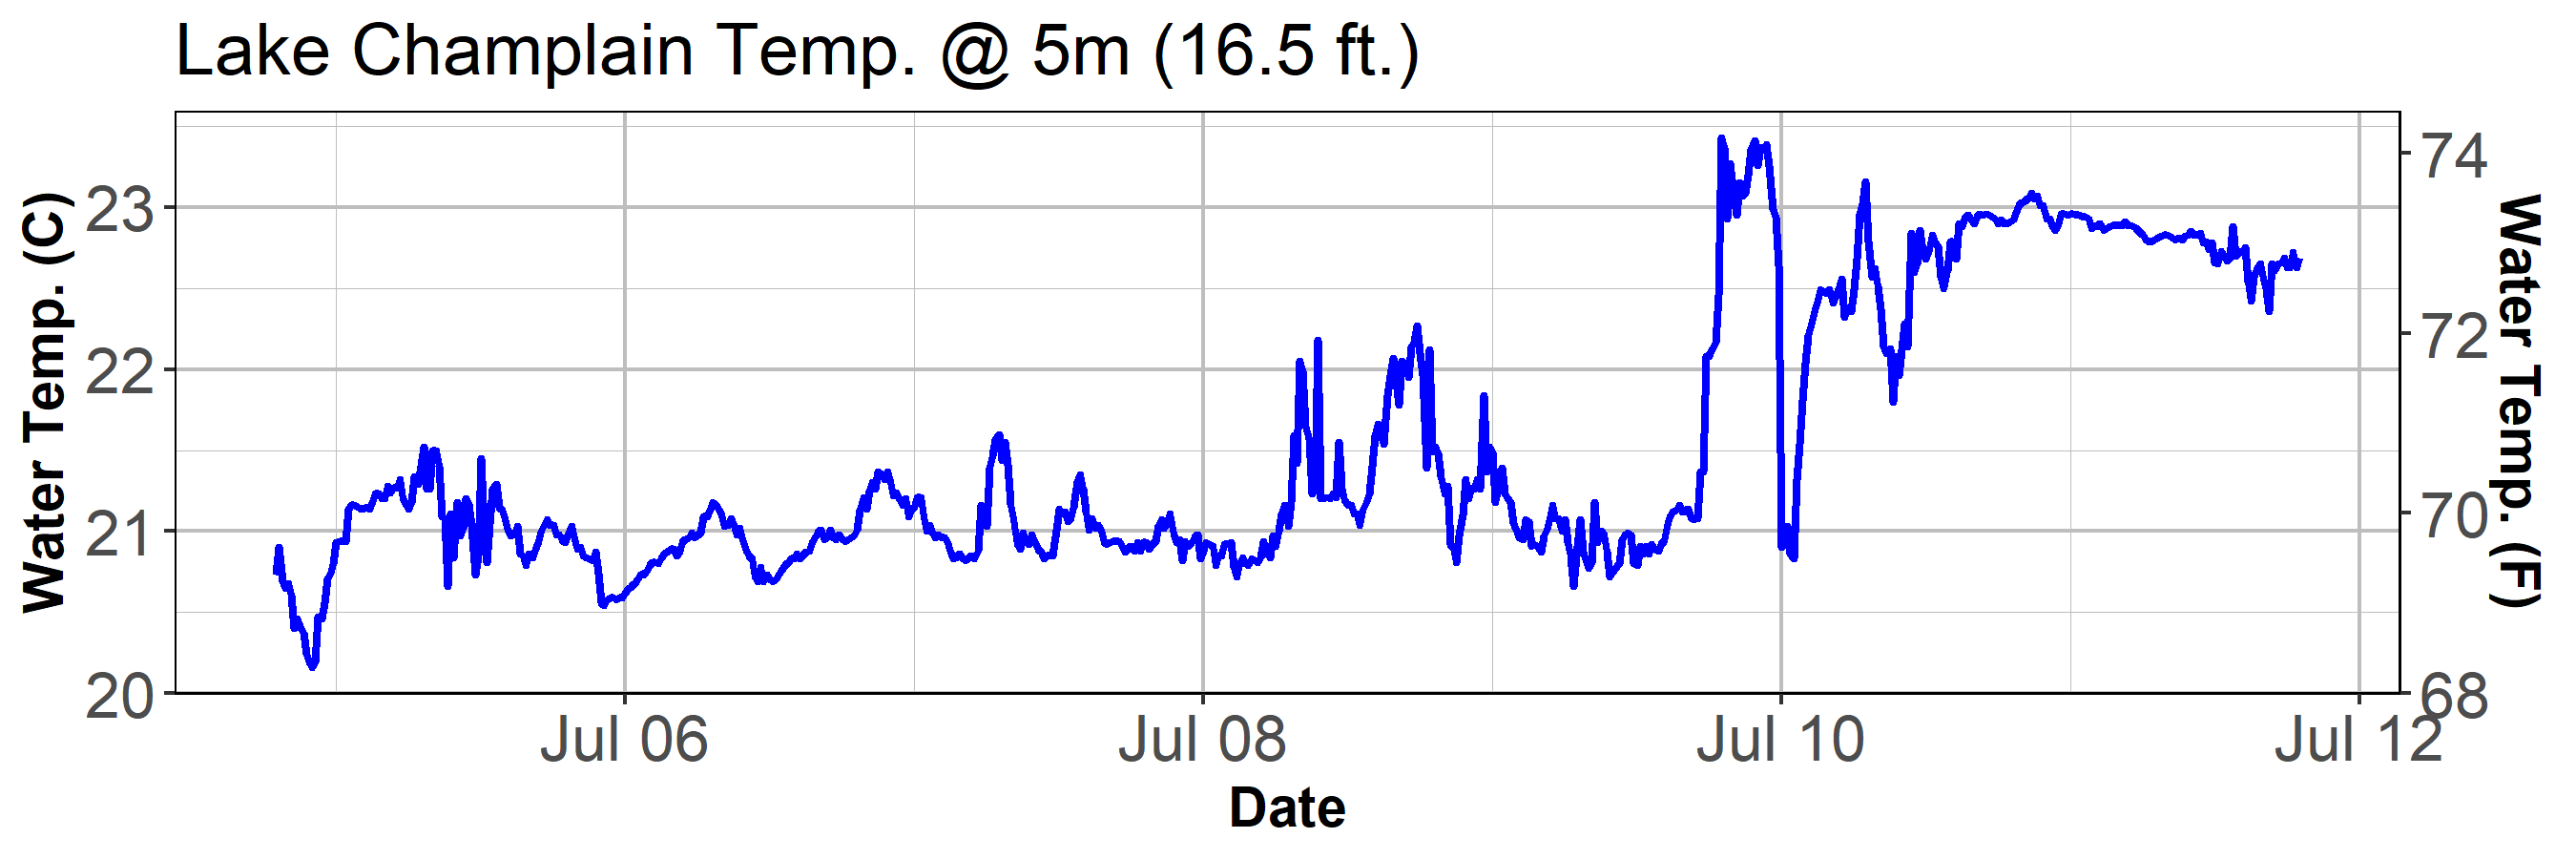 Lake Champlain Temp. @ 5m (16.5 ft.)
Water Temp. (C)
23
22
21
20
74
72
70
68
Water Temp. (F)
Jul 06
Jul 08
Jul 10
Jul 12
Date